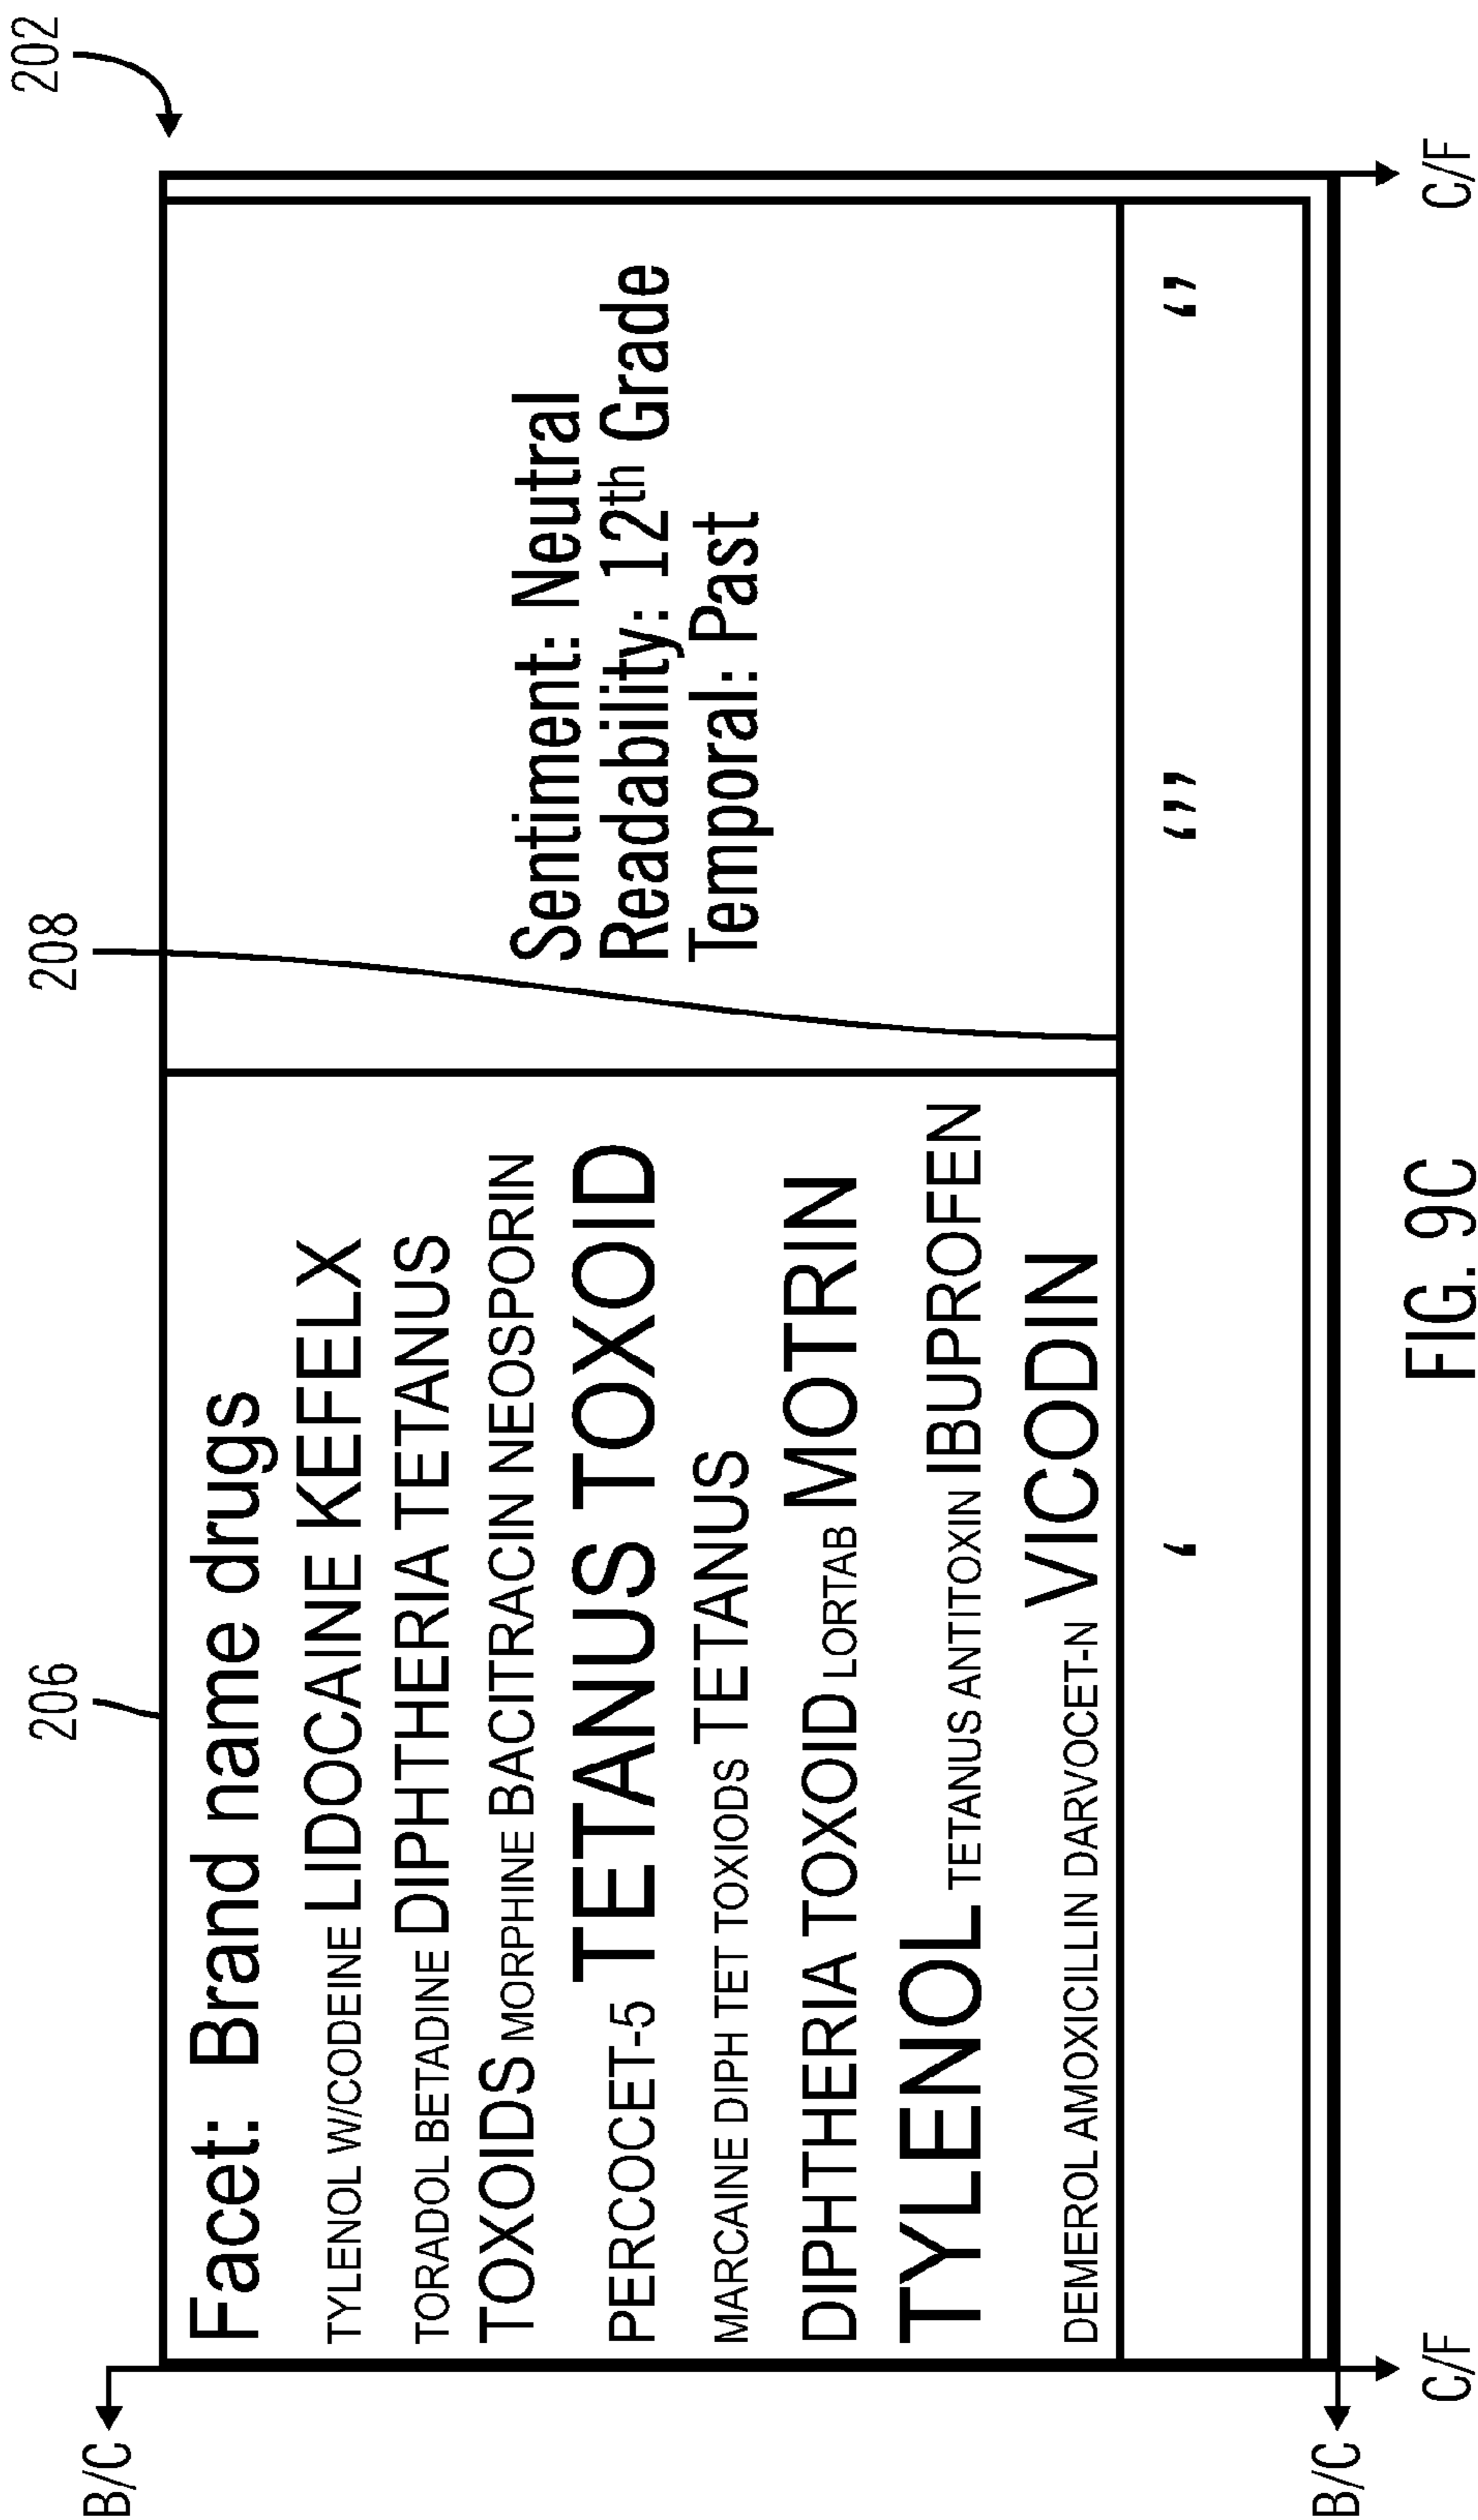 202
206
208
B/C
Facet: Brand name drugs
TYLENOL W/CODEINE LIDOCAINE KEFELX
TORADOL BETADINE DIPHTHERIA TETANUS
TOXOIDS MORPHINE BACITRACIN NEOSPORIN
PERCOCET-5 TETANUS TOXOID
MARCAINE DIPH TET TOXIODS TETANUS
DIPHTHERIA TOXOID LORTAB MOTRIN
TYLENOL TETANUS ANTITOXIN IBUPROFEN
DEMEROL AMOXICILLIN DARVOCET-N VICODIN
Sentiment: Neutral
Readability: 12th Grade
Temporal: Past
‘ ‘’’ ‘’
B/C
C/F C/F
FIG. 9C